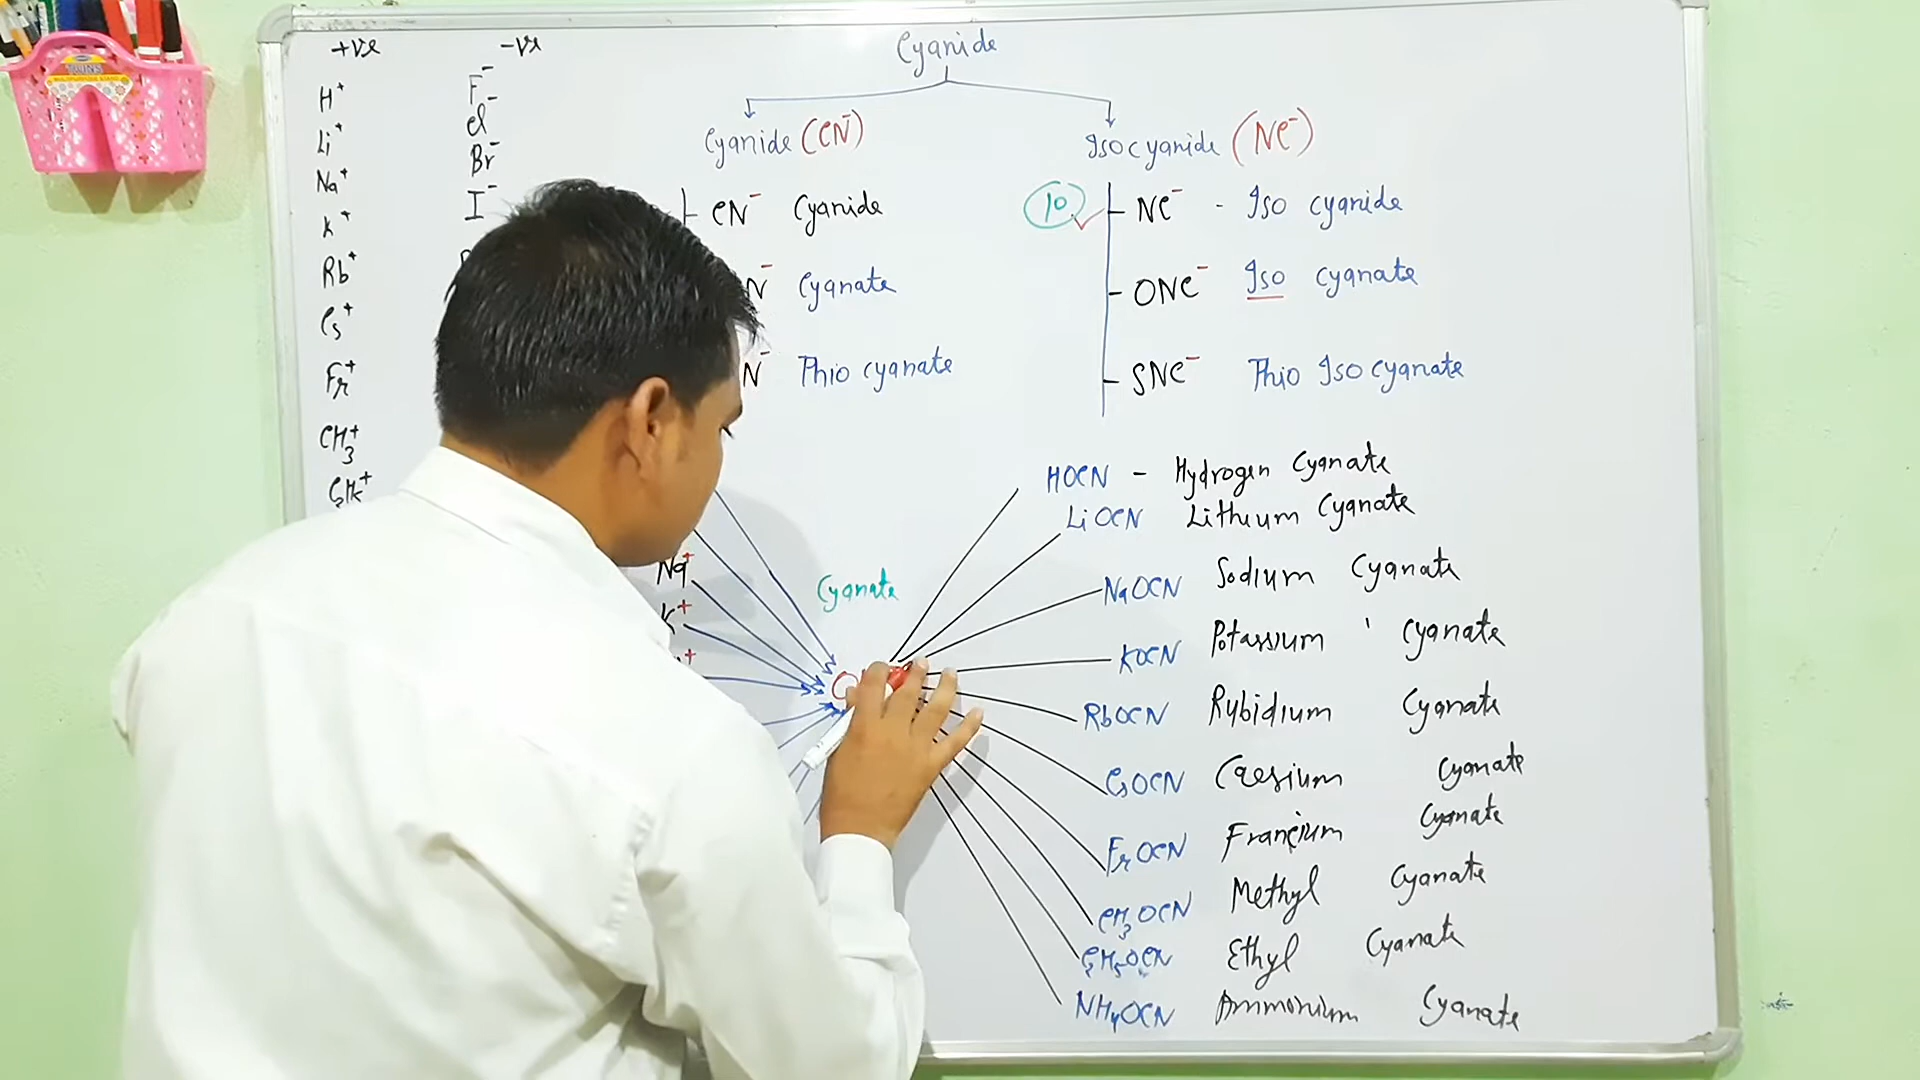 +ve
-ve
Cyanide
H⁺
F⁻
Li⁺
Cl⁻
Na⁺
Br⁻
K⁺
I⁻
Rb⁺
Cs⁺
Fr⁺
CH₃⁺
C₂H₅⁺
Cyanide (CN⁻)
CN⁻ Cyanide
N⁻ Cyanate
N⁻ Thio cyanate
Isocyanide (NC⁻)
10
NC⁻ - Iso cyanide
ONC⁻ Iso cyanate
SNC⁻ Thio Iso cyanate
Na⁺
K⁺
Cyanate
O
HOCN - Hydrogen Cyanate
LiOCN Lithium Cyanate
NaOCN Sodium Cyanate
KOCN Potassium Cyanate
RbOCN Rybidium Cyanate
CsOCN Caesium Cyanate
FrOCN Francium Cyanate
CH₃OCN Methyl Cyanate
C₂H₅OCN Ethyl Cyanate
NH₄OCN Ammonium Cyanate